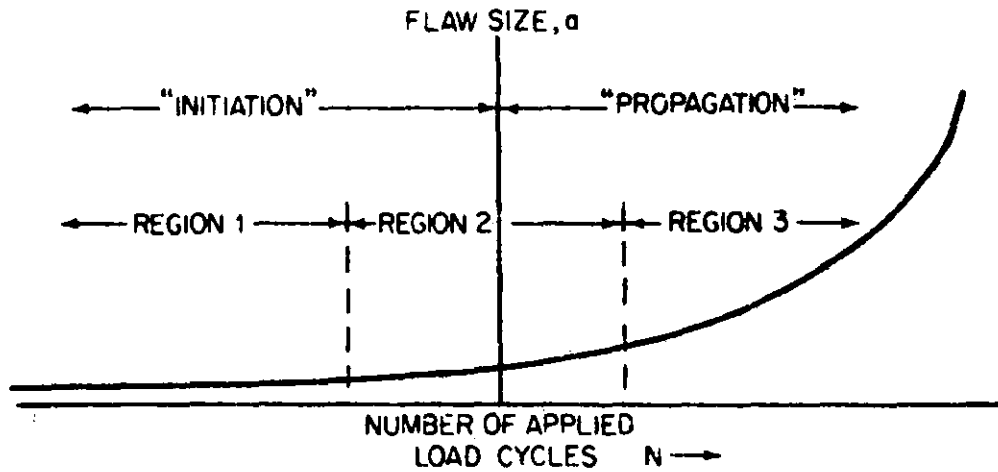 FLAW SIZE, a
"INITIATION" "PROPAGATION"
REGION 1 REGION 2 REGION 3
NUMBER OF APPLIED
LOAD CYCLES N